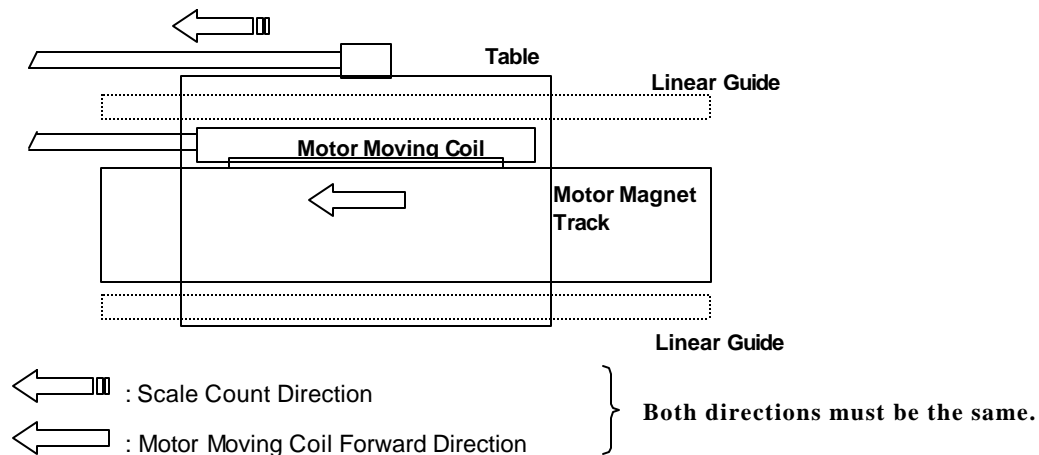 Table
Linear Guide
Motor Moving Coil
Motor Magnet
Track
Linear Guide
: Scale Count Direction
: Motor Moving Coil Forward Direction
Both directions must be the same.